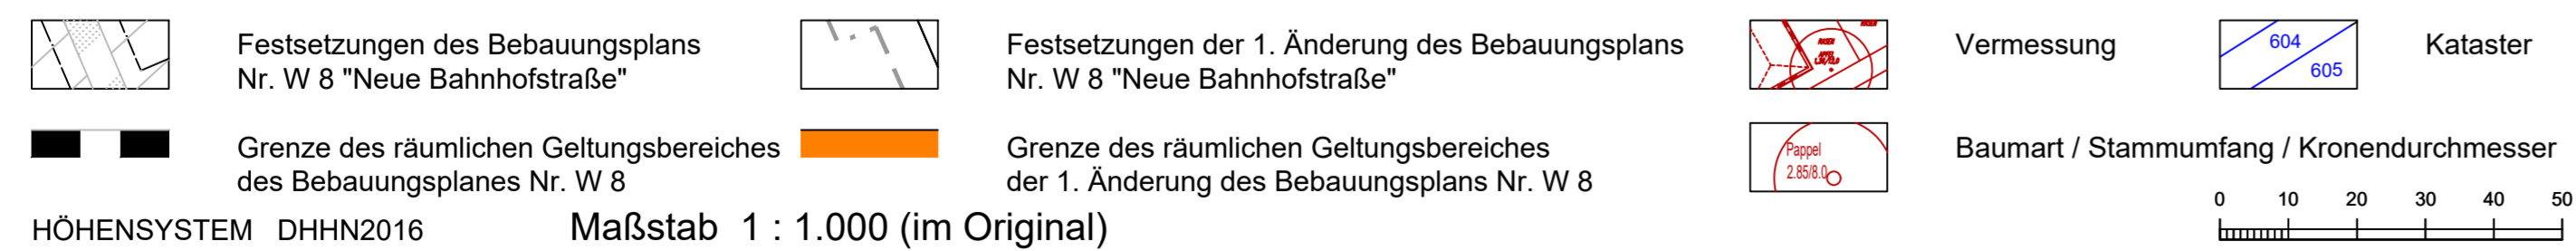 Festsetzungen des Bebauungsplans
Nr. W 8 "Neue Bahnhofstraße"
Festsetzungen der 1. Änderung des Bebauungsplans
Nr. W 8 "Neue Bahnhofstraße"
RASEN
RASEN
Vermessung
604
605
Kataster
Grenze des räumlichen Geltungsbereiches
des Bebauungsplanes Nr. W 8
Grenze des räumlichen Geltungsbereiches
der 1. Änderung des Bebauungsplans Nr. W 8
Pappel
2.85/8.0
Baumart / Stammumfang / Kronendurchmesser
HÖHENSYSTEM DHHN2016
Maßstab 1 : 1.000 (im Original)
0 10 20 30 40 50